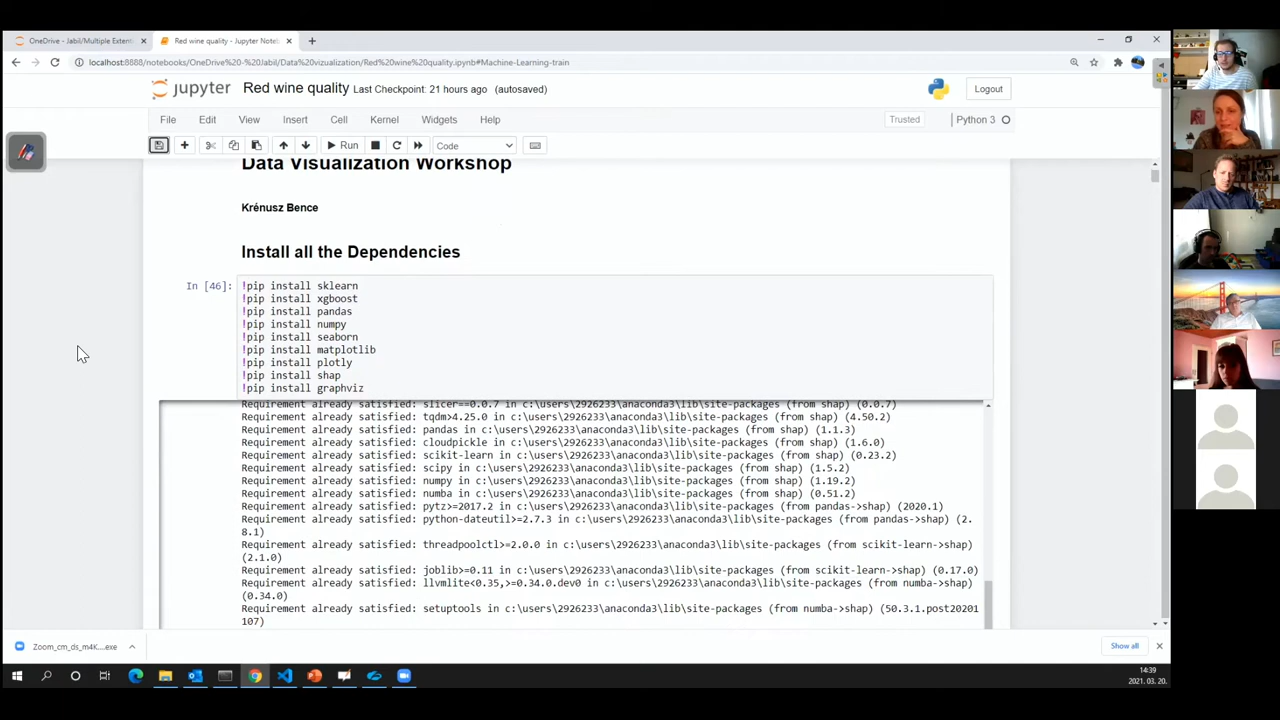 OneDrive - Jabil/Multiple Extent
Red wine quality - Jupyter Noteb
localhost:8888/notebooks/OneDrive%20-%20Jabil/Data%20vizualization/Red%20wine%20quality.ipynb#Machine-Learning-train
jupyter Red wine quality Last Checkpoint: 21 hours ago (autosaved)
Logout
File Edit View Insert Cell Kernel Widgets Help
Trusted Python 3
Run Code
Data Visualization Workshop
Krénusz Bence
Install all the Dependencies
In [46]: !pip install sklearn
!pip install xgboost
!pip install pandas
!pip install numpy
!pip install seaborn
!pip install matplotlib
!pip install plotly
!pip install shap
!pip install graphviz
Requirement already satisfied: slicer==0.0.7 in c:\users\2926233\anaconda3\lib\site-packages (from shap) (0.0.7)
Requirement already satisfied: tqdm>4.25.0 in c:\users\2926233\anaconda3\lib\site-packages (from shap) (4.50.2)
Requirement already satisfied: pandas in c:\users\2926233\anaconda3\lib\site-packages (from shap) (1.1.3)
Requirement already satisfied: cloudpickle in c:\users\2926233\anaconda3\lib\site-packages (from shap) (1.6.0)
Requirement already satisfied: scikit-learn in c:\users\2926233\anaconda3\lib\site-packages (from shap) (0.23.2)
Requirement already satisfied: scipy in c:\users\2926233\anaconda3\lib\site-packages (from shap) (1.5.2)
Requirement already satisfied: numpy in c:\users\2926233\anaconda3\lib\site-packages (from shap) (1.19.2)
Requirement already satisfied: numba in c:\users\2926233\anaconda3\lib\site-packages (from shap) (0.51.2)
Requirement already satisfied: pytz>=2017.2 in c:\users\2926233\anaconda3\lib\site-packages (from pandas->shap) (2020.1)
Requirement already satisfied: python-dateutil>=2.7.3 in c:\users\2926233\anaconda3\lib\site-packages (from pandas->shap) (2.
8.1)
Requirement already satisfied: threadpoolctl>=2.0.0 in c:\users\2926233\anaconda3\lib\site-packages (from scikit-learn->shap)
(2.1.0)
Requirement already satisfied: joblib>=0.11 in c:\users\2926233\anaconda3\lib\site-packages (from scikit-learn->shap) (0.17.0)
Requirement already satisfied: llvmlite<0.35,>=0.34.0.dev0 in c:\users\2926233\anaconda3\lib\site-packages (from numba->shap)
(0.34.0)
Requirement already satisfied: setuptools in c:\users\2926233\anaconda3\lib\site-packages (from numba->shap) (50.3.1.post20201
107)
Zoom_cm_ds_m4K....exe
Show all
14:39
2021. 03. 20.